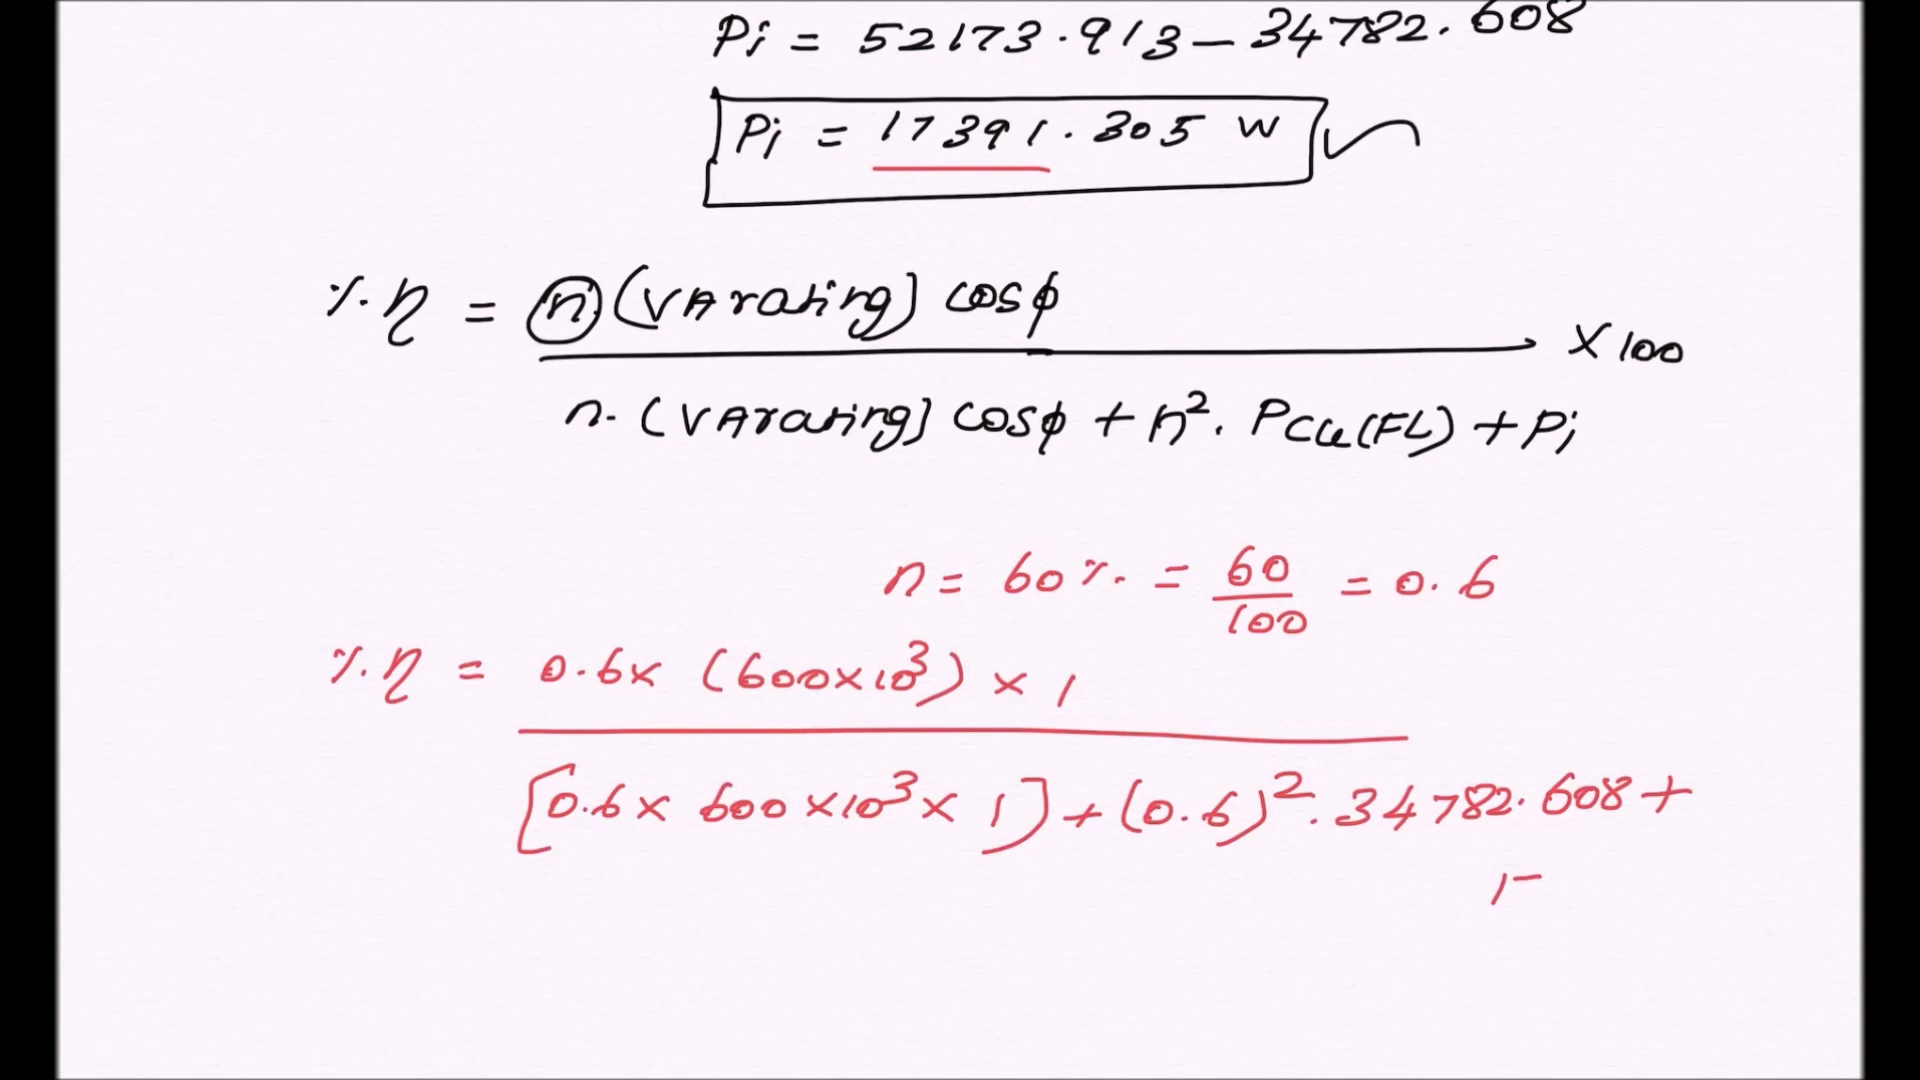 Pi = 52173.913 – 34782.608
Pi = 17391.305 W
%η = n (VA rating) cosϕ
× 100
n. (VA rating) cosϕ + n². Pcu(FL) + Pi
n = 60% = 60/100 = 0.6
%η = 0.6× (600×10³) × 1
[0.6× 600×10³× 1] + (0.6)². 34782.608 +